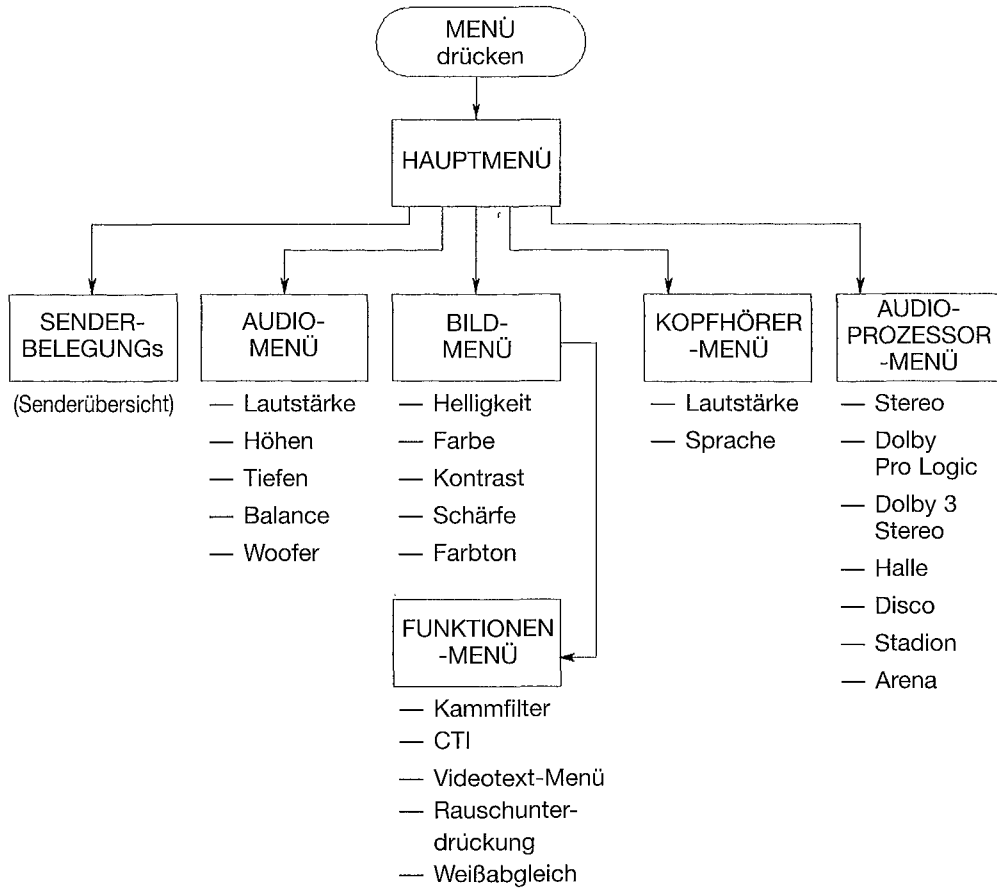 MENÜ
drücken
HAUPTMENÜ
SENDER-
BELEGUNGs
(Senderübersicht)
AUDIO-
MENÜ
— Lautstärke
— Höhen
— Tiefen
— Balance
— Woofer
BILD-
MENÜ
— Helligkeit
— Farbe
— Kontrast
— Schärfe
— Farbton
FUNKTIONEN
-MENÜ
— Kammfilter
— CTI
— Videotext-Menü
— Rauschunter-
drückung
— Weißabgleich
KOPFHÖRER
-MENÜ
— Lautstärke
— Sprache
AUDIO-
PROZESSOR
-MENÜ
— Stereo
— Dolby
Pro Logic
— Dolby 3
Stereo
— Halle
— Disco
— Stadion
— Arena